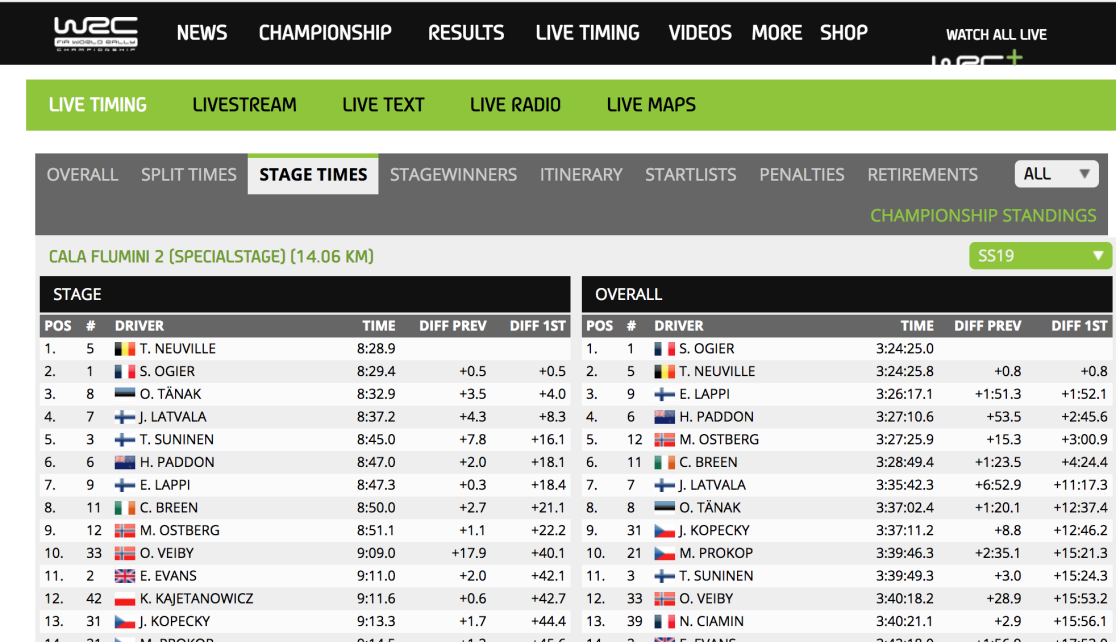 WRC NEWS CHAMPIONSHIP RESULTS LIVE TIMING VIDEOS MORE SHOP WATCH ALL LIVE
FIA WORLD RALLY
CHAMPIONSHIP
LIVE TIMING LIVESTREAM LIVE TEXT LIVE RADIO LIVE MAPS
OVERALL SPLIT TIMES STAGE TIMES STAGEWINNERS ITINERARY STARTLISTS PENALTIES RETIREMENTS ALL
CHAMPIONSHIP STANDINGS
CALA FLUMINI 2 (SPECIALSTAGE) (14.06 KM) SS19
STAGE
POS # DRIVER TIME DIFF PREV DIFF 1ST
1. 5 T. NEUVILLE 8:28.9
2. 1 S. OGIER 8:29.4 +0.5 +0.5
3. 8 O. TÄNAK 8:32.9 +3.5 +4.0
4. 7 J. LATVALA 8:37.2 +4.3 +8.3
5. 3 T. SUNINEN 8:45.0 +7.8 +16.1
6. 6 H. PADDON 8:47.0 +2.0 +18.1
7. 9 E. LAPPI 8:47.3 +0.3 +18.4
8. 11 C. BREEN 8:50.0 +2.7 +21.1
9. 12 M. OSTBERG 8:51.1 +1.1 +22.2
10. 33 O. VEIBY 9:09.0 +17.9 +40.1
11. 2 E. EVANS 9:11.0 +2.0 +42.1
12. 42 K. KAJETANOWICZ 9:11.6 +0.6 +42.7
13. 31 J. KOPECKY 9:13.3 +1.7 +44.4
OVERALL
POS # DRIVER TIME DIFF PREV DIFF 1ST
1. 1 S. OGIER 3:24:25.0
2. 5 T. NEUVILLE 3:24:25.8 +0.8 +0.8
3. 9 E. LAPPI 3:26:17.1 +1:51.3 +1:52.1
4. 6 H. PADDON 3:27:10.6 +53.5 +2:45.6
5. 12 M. OSTBERG 3:27:25.9 +15.3 +3:00.9
6. 11 C. BREEN 3:28:49.4 +1:23.5 +4:24.4
7. 7 J. LATVALA 3:35:42.3 +6:52.9 +11:17.3
8. 8 O. TÄNAK 3:37:02.4 +1:20.1 +12:37.4
9. 31 J. KOPECKY 3:37:11.2 +8.8 +12:46.2
10. 21 M. PROKOP 3:39:46.3 +2:35.1 +15:21.3
11. 3 T. SUNINEN 3:39:49.3 +3.0 +15:24.3
12. 33 O. VEIBY 3:40:18.2 +28.9 +15:53.2
13. 39 N. CIAMIN 3:40:21.1 +2.9 +15:56.1